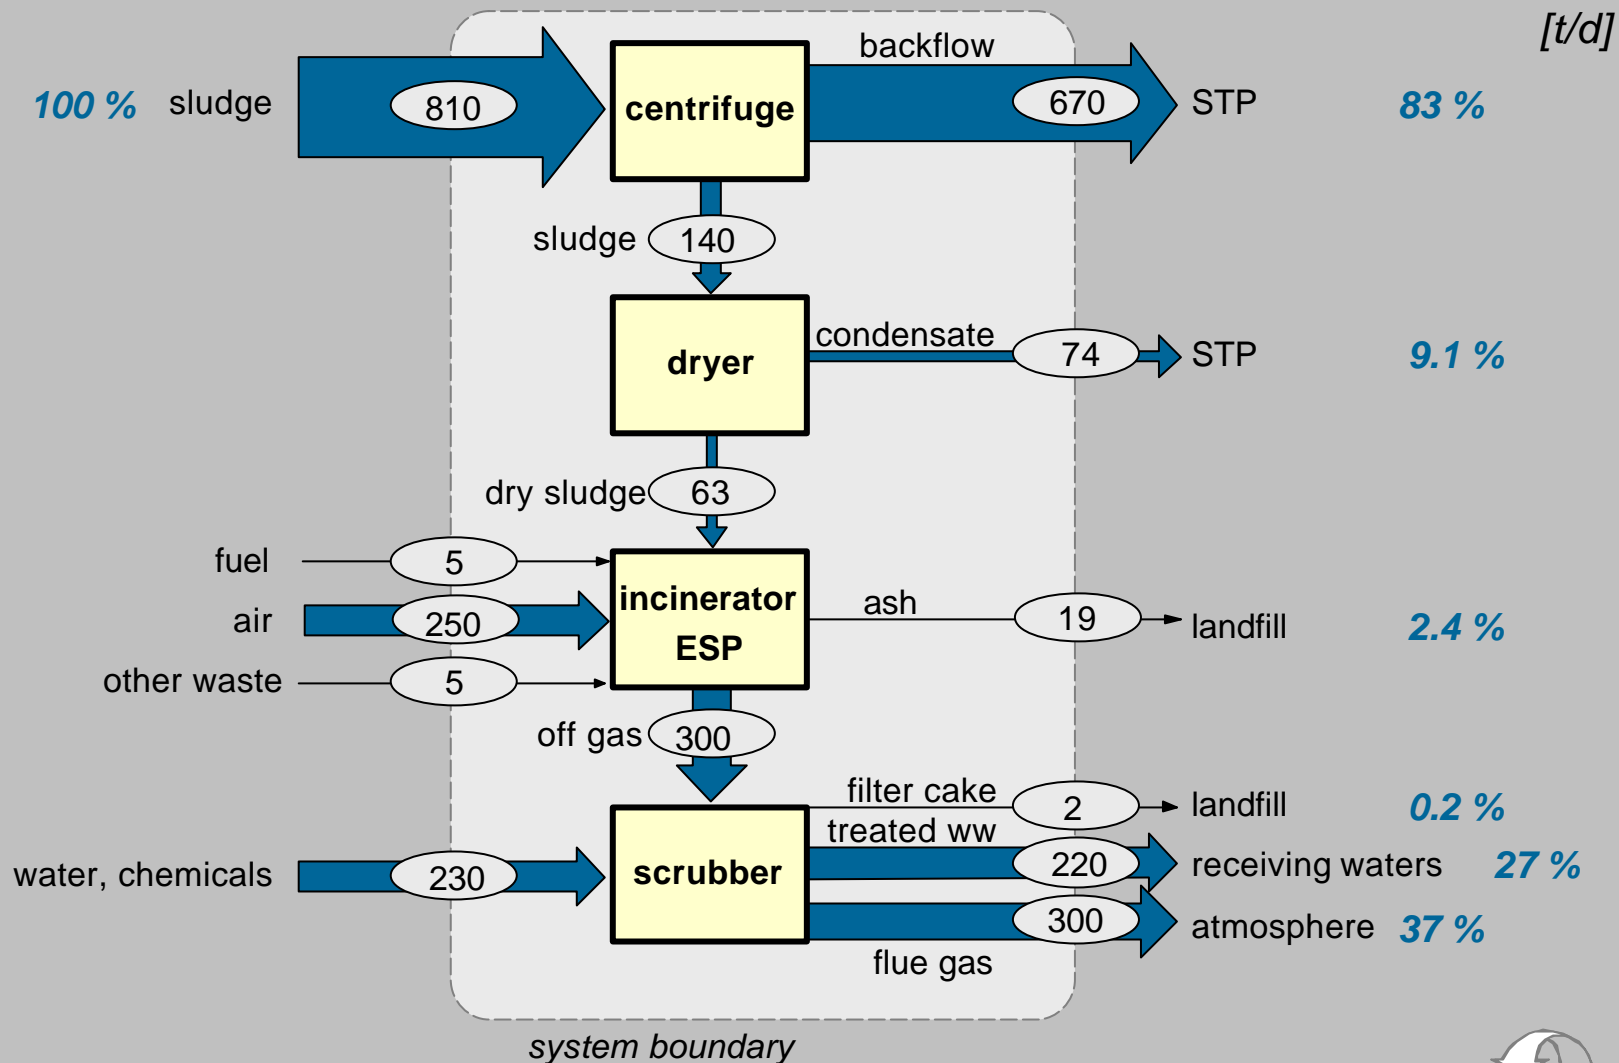 [t/d]
backflow
100 % sludge 810 centrifuge 670 STP 83 %
sludge 140
condensate
dryer 74 STP 9.1 %
dry sludge 63
fuel 5
incinerator
ESP
ash 19 landfill 2.4 %
air 250
other waste 5
off gas 300
filter cake 2 landfill 0.2 %
treated ww 220 receiving waters 27 %
water, chemicals 230 scrubber
300 atmosphere 37 %
flue gas
system boundary